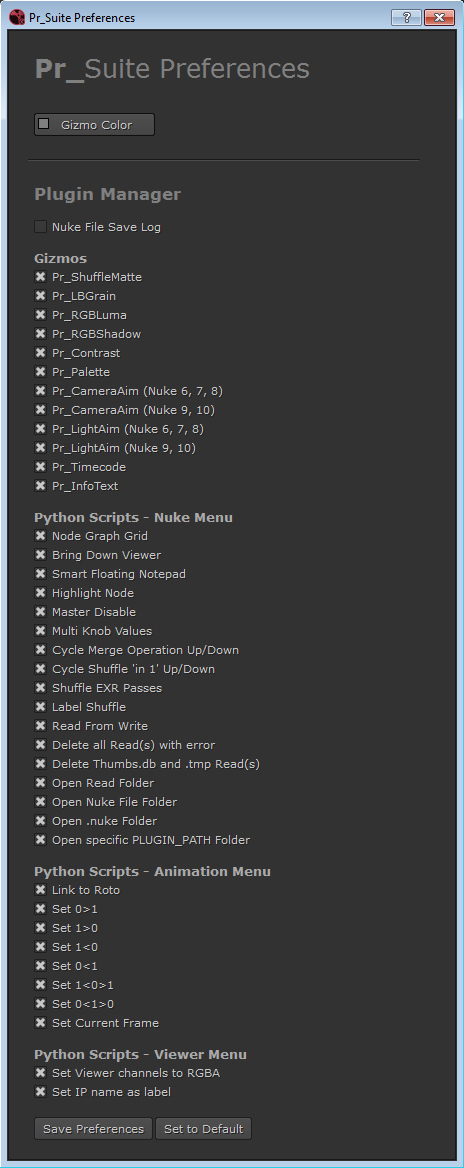 Pr_Suite Preferences
?
Pr_Suite Preferences
Gizmo Color
Plugin Manager
Nuke File Save Log
Gizmos
Pr_ShuffleMatte
Pr_LBGrain
Pr_RGBLuma
Pr_RGBShadow
Pr_Contrast
Pr_Palette
Pr_CameraAim (Nuke 6, 7, 8)
Pr_CameraAim (Nuke 9, 10)
Pr_LightAim (Nuke 6, 7, 8)
Pr_LightAim (Nuke 9, 10)
Pr_Timecode
Pr_InfoText
Python Scripts - Nuke Menu
Node Graph Grid
Bring Down Viewer
Smart Floating Notepad
Highlight Node
Master Disable
Multi Knob Values
Cycle Merge Operation Up/Down
Cycle Shuffle 'in 1' Up/Down
Shuffle EXR Passes
Label Shuffle
Read From Write
Delete all Read(s) with error
Delete Thumbs.db and .tmp Read(s)
Open Read Folder
Open Nuke File Folder
Open .nuke Folder
Open specific PLUGIN_PATH Folder
Python Scripts - Animation Menu
Link to Roto
Set 0>1
Set 1>0
Set 1<0
Set 0<1
Set 1<0>1
Set 0<1>0
Set Current Frame
Python Scripts - Viewer Menu
Set Viewer channels to RGBA
Set IP name as label
Save Preferences Set to Default